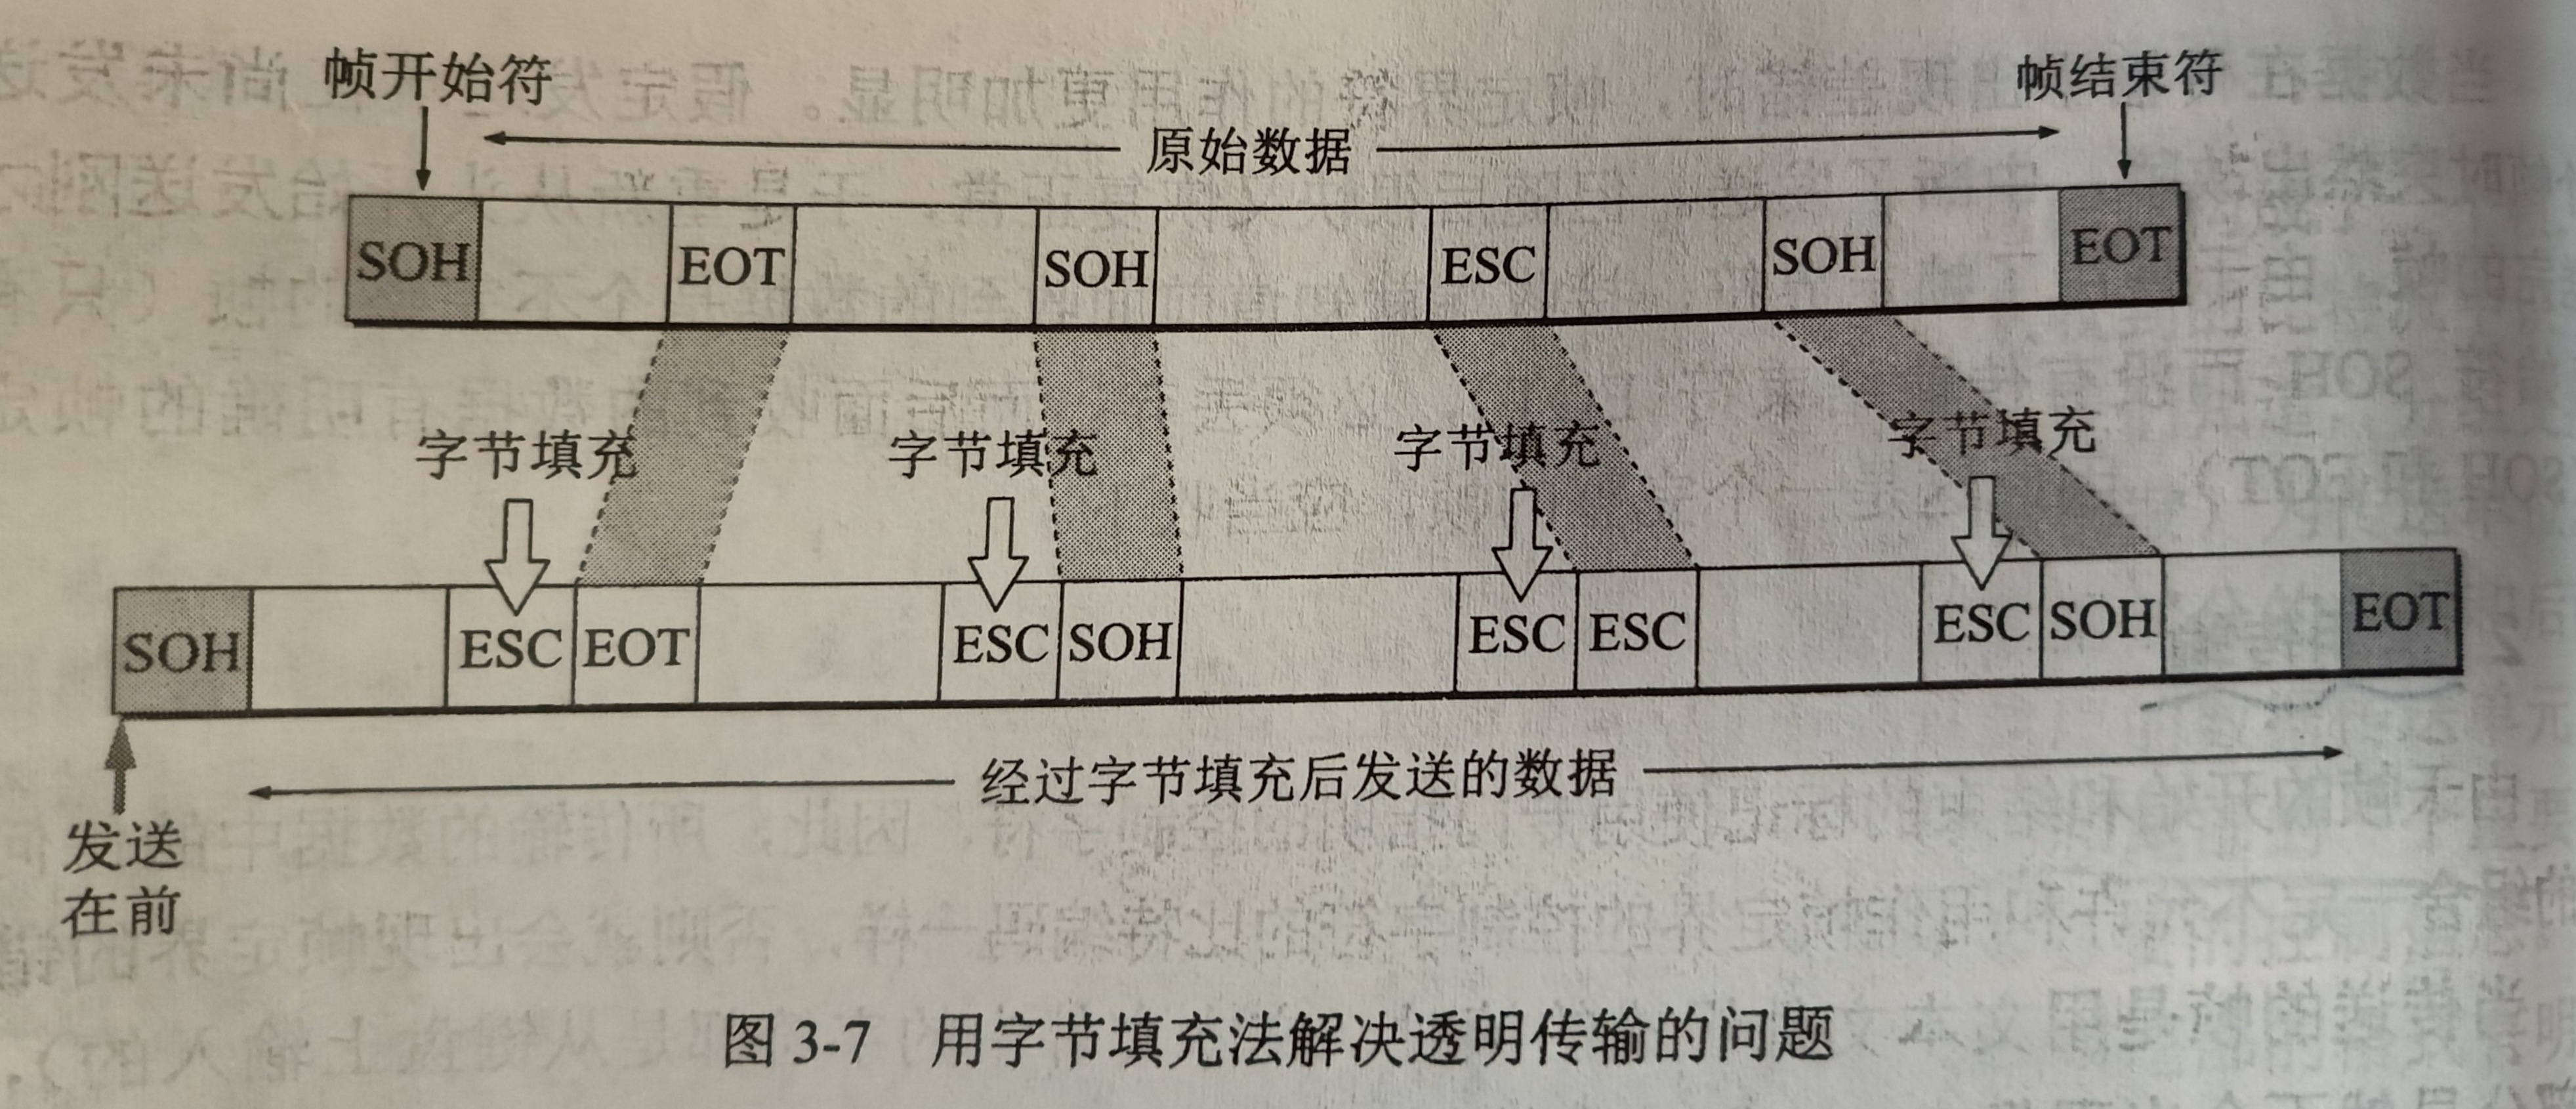 帧开始符
帧结束符
原始数据
SOH EOT SOH ESC SOH EOT
字节填充 字节填充 字节填充 字节填充
SOH ESC EOT ESC SOH ESC ESC ESC SOH EOT
经过字节填充后发送的数据
发送
在前
图 3-7 用字节填充法解决透明传输的问题